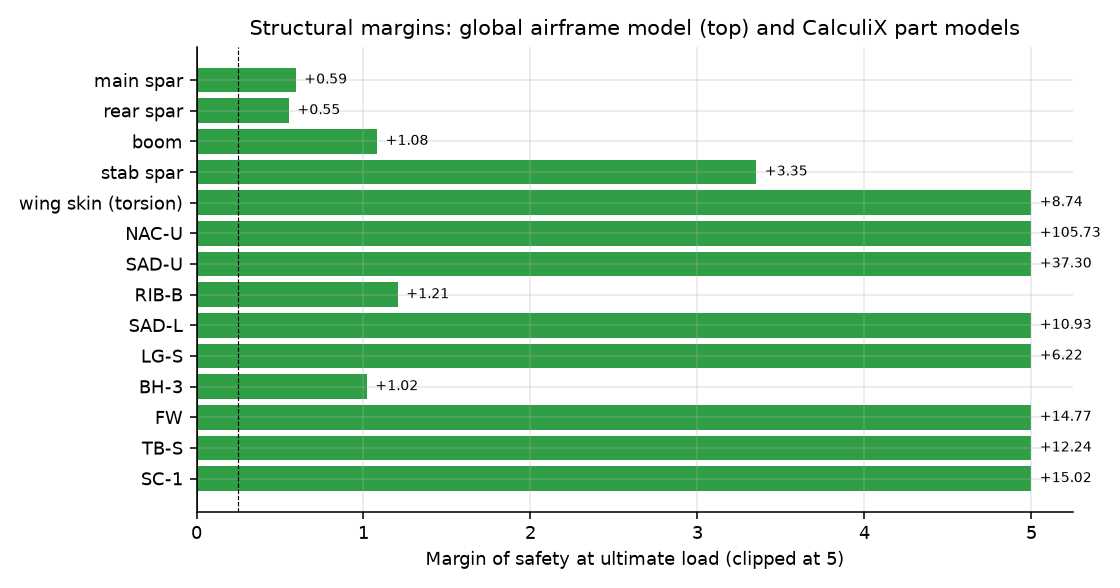 Structural margins: global airframe model (top) and CalculiX part models
main spar +0.59
rear spar +0.55
boom +1.08
stab spar +3.35
wing skin (torsion) +8.74
NAC-U +105.73
SAD-U +37.30
RIB-B +1.21
SAD-L +10.93
LG-S +6.22
BH-3 +1.02
FW +14.77
TB-S +12.24
SC-1 +15.02
0 1 2 3 4 5
Margin of safety at ultimate load (clipped at 5)